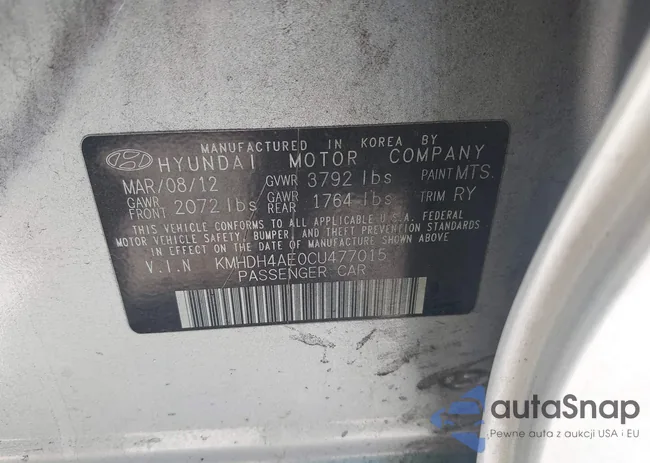 MANUFACTURED IN KOREA BY
HYUNDAI MOTOR COMPANY
MAR/08/12 GVWR 3792 lbs PAINT MTS.
GAWR FRONT 2072 lbs GAWR REAR 1764 lbs TRIM RY
THIS VEHICLE CONFORMS TO ALL APPLICABLE U.S.A. FEDERAL
MOTOR VEHICLE SAFETY/ BUMPER, AND THEFT PREVENTION STANDARDS
IN EFFECT ON THE DATE OF MANUFACTURE SHOWN ABOVE.
V.I.N KMHDH4AE0CU477015
PASSENGER CAR
autoSnap
Pewne auta z aukcji USA i EU